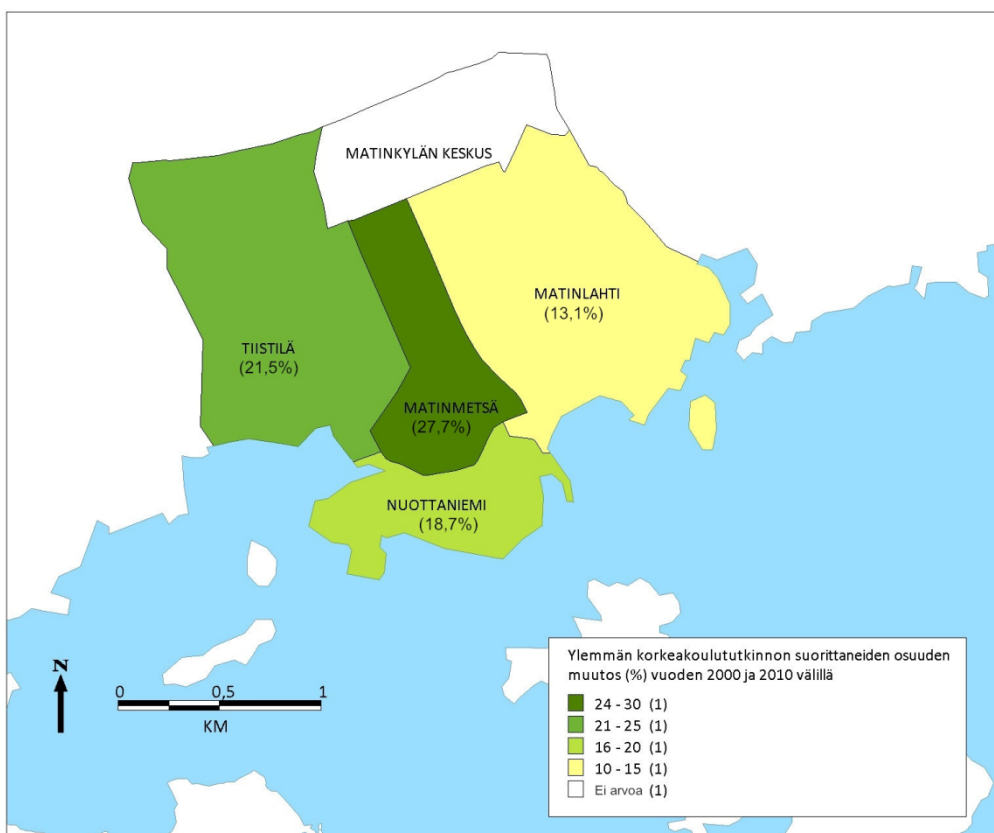 MATINKYLÄN KESKUS
MATINLAHTI
(13,1%)
TIISTILÄ
(21,5%)
MATINMETSÄ
(27,7%)
NUOTTANIEMI
(18,7%)
N
0 0,5 1
KM
Ylemmän korkeakoulututkinnon suorittaneiden osuuden
muutos (%) vuoden 2000 ja 2010 välillä
24 - 30 (1)
21 - 25 (1)
16 - 20 (1)
10 - 15 (1)
Ei arvoa (1)